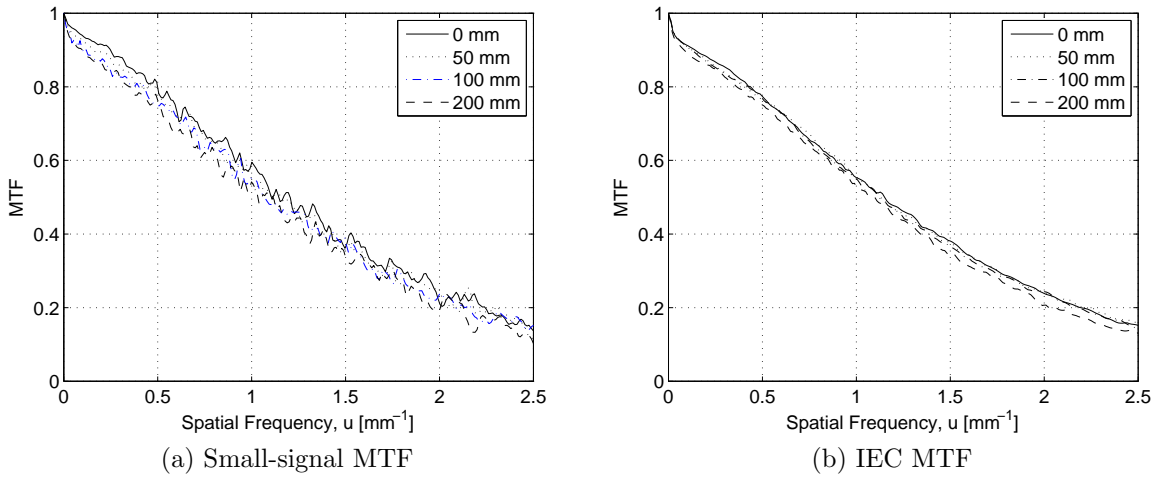 1
0.8
0.6
0.4
0.2
0
0 0.5 1 1.5 2 2.5
MTF
Spatial Frequency, u [mm⁻¹]
0 mm
50 mm
100 mm
200 mm
(a) Small-signal MTF
1
0.8
0.6
0.4
0.2
0
0 0.5 1 1.5 2 2.5
MTF
Spatial Frequency, u [mm⁻¹]
0 mm
50 mm
100 mm
200 mm
(b) IEC MTF